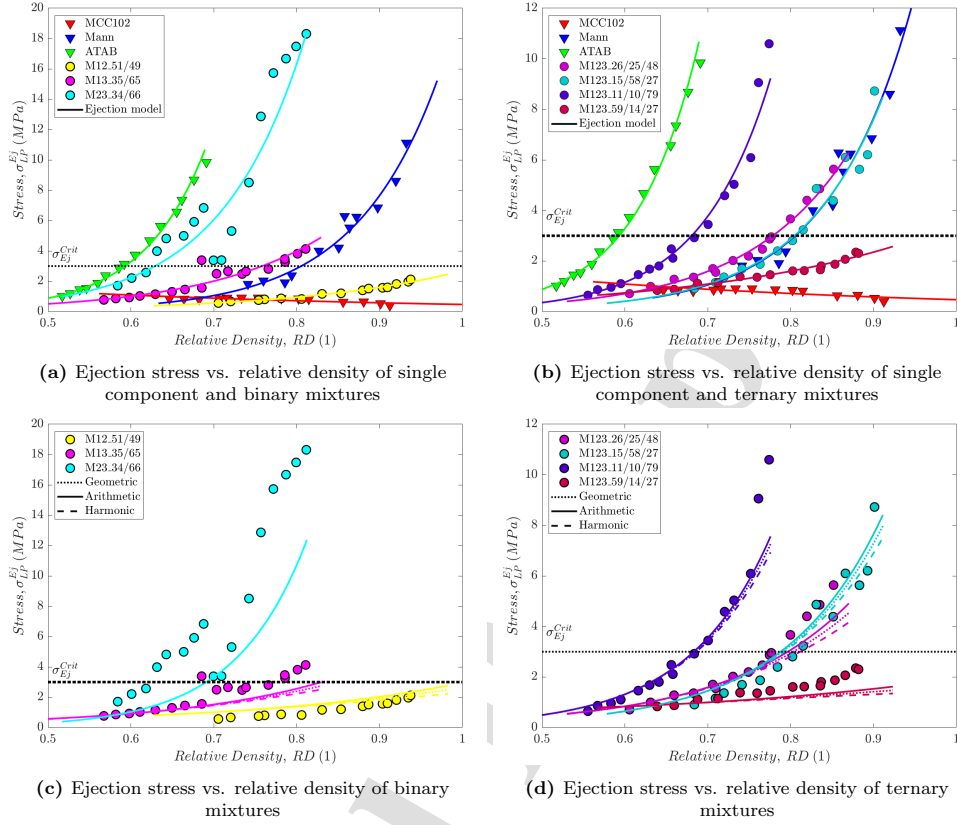 20
18
16
14
12
10
8
6
4
2
0
Stress, σ_LP^Ej (MPa)
MCC102
Mann
ATAB
M12.51/49
M13.35/65
M23.34/66
Ejection model
σ_Ej^Crit
0.5 0.6 0.7 0.8 0.9 1
Relative Density, RD (1)
(a) Ejection stress vs. relative density of single
component and binary mixtures
12
10
8
6
4
2
0
Stress, σ_LP^Ej (MPa)
MCC102
Mann
ATAB
M123.26/25/48
M123.15/58/27
M123.11/10/79
M123.59/14/27
Ejection model
σ_Ej^Crit
0.5 0.6 0.7 0.8 0.9 1
Relative Density, RD (1)
(b) Ejection stress vs. relative density of single
component and ternary mixtures
20
18
16
14
12
10
8
6
4
2
0
Stress, σ_LP^Ej (MPa)
M12.51/49
M13.35/65
M23.34/66
Geometric
Arithmetic
Harmonic
σ_Ej^Crit
0.5 0.6 0.7 0.8 0.9 1
Relative Density, RD (1)
(c) Ejection stress vs. relative density of binary
mixtures
12
10
8
6
4
2
0
Stress, σ_LP^Ej (MPa)
M123.26/25/48
M123.15/58/27
M123.11/10/79
M123.59/14/27
Geometric
Arithmetic
Harmonic
σ_Ej^Crit
0.5 0.6 0.7 0.8 0.9 1
Relative Density, RD (1)
(d) Ejection stress vs. relative density of ternary
mixtures